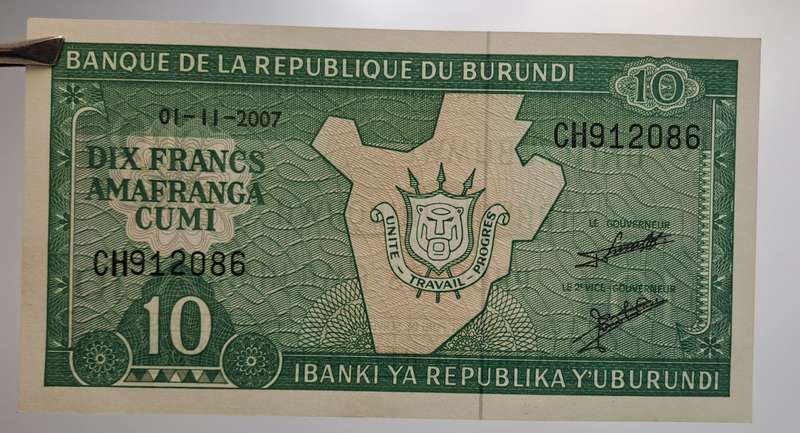 BANQUE DE LA REPUBLIQUE DU BURUNDI
10
01-11-2007
CH912086
DIX FRANCS
AMAFRANGA
CUMI
UNITE - TRAVAIL - PROGRES
LE GOUVERNEUR
CH912086
LE 2e VICE-GOUVERNEUR
10
IBANKI YA REPUBLIKA Y'UBURUNDI